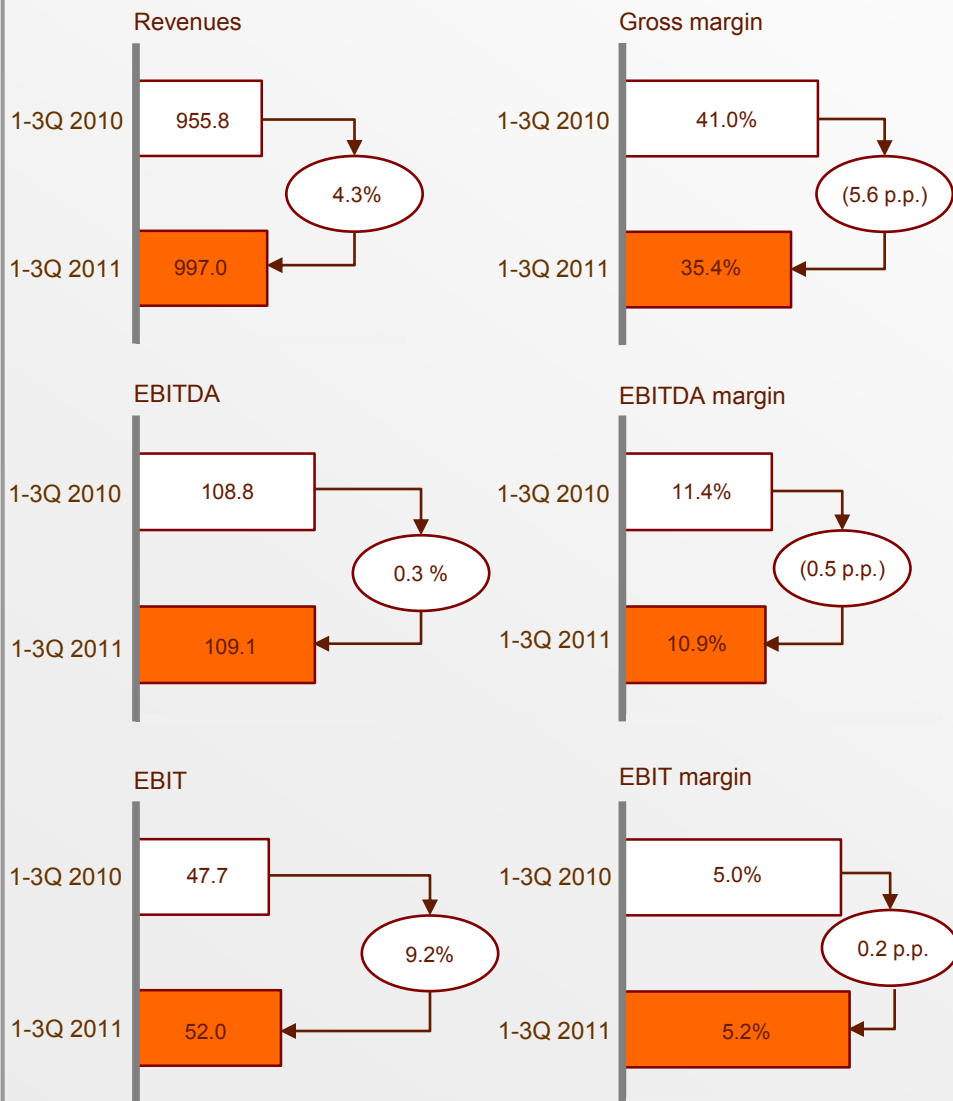 Revenues
1-3Q 2010
955.8
4.3%
1-3Q 2011
997.0
Gross margin
1-3Q 2010
41.0%
(5.6 p.p.)
1-3Q 2011
35.4%
EBITDA
1-3Q 2010
108.8
0.3 %
1-3Q 2011
109.1
EBITDA margin
1-3Q 2010
11.4%
(0.5 p.p.)
1-3Q 2011
10.9%
EBIT
1-3Q 2010
47.7
9.2%
1-3Q 2011
52.0
EBIT margin
1-3Q 2010
5.0%
0.2 p.p.
1-3Q 2011
5.2%